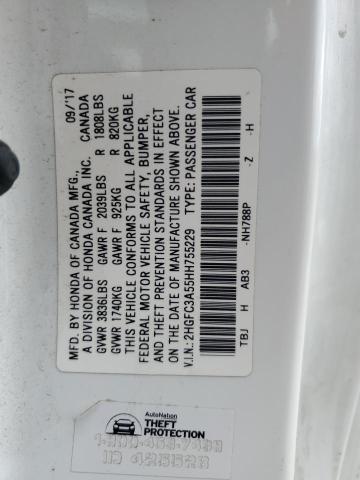 MFD. BY HONDA OF CANADA MFG., 09/'17
A DIVISION OF HONDA CANADA INC. CANADA
GVWR 3836LBS GAWR F 2039LBS R 1808LBS
GVWR 1740KG GAWR F 925KG R 820KG
THIS VEHICLE CONFORMS TO ALL APPLICABLE
FEDERAL MOTOR VEHICLE SAFETY, BUMPER,
AND THEFT PREVENTION STANDARDS IN EFFECT
ON THE DATE OF MANUFACTURE SHOWN ABOVE.
V.I.N.: 2HGFC3A55HH755229 TYPE: PASSENGER CAR
TBJ H AB3 -NH788P -Z -H
AutoNation
THEFT
PROTECTION